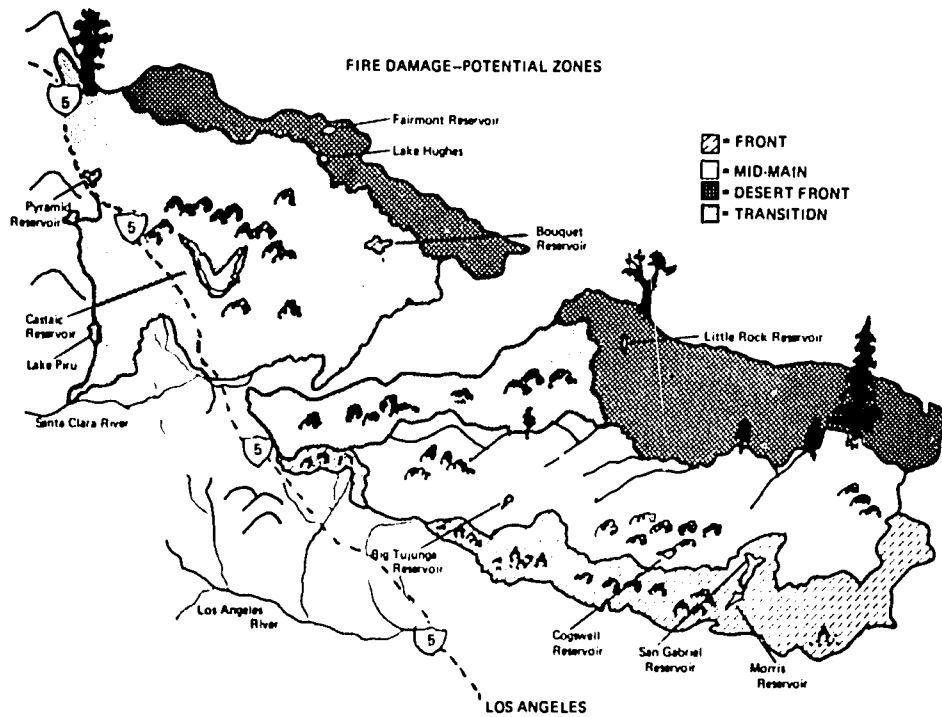 FIRE DAMAGE–POTENTIAL ZONES
5
Fairmont Reservoir
Lake Hughes
= FRONT
= MID-MAIN
= DESERT FRONT
= TRANSITION
Pyramid
Reservoir
5
Bouquet
Reservoir
Castaic
Reservoir
Lake Piru
Little Rock Reservoir
Santa Clara River
5
Big Tujunga
Reservoir
Los Angeles
River
5
Cogswell
Reservoir
San Gabriel
Reservoir
Morris
Reservoir
LOS ANGELES